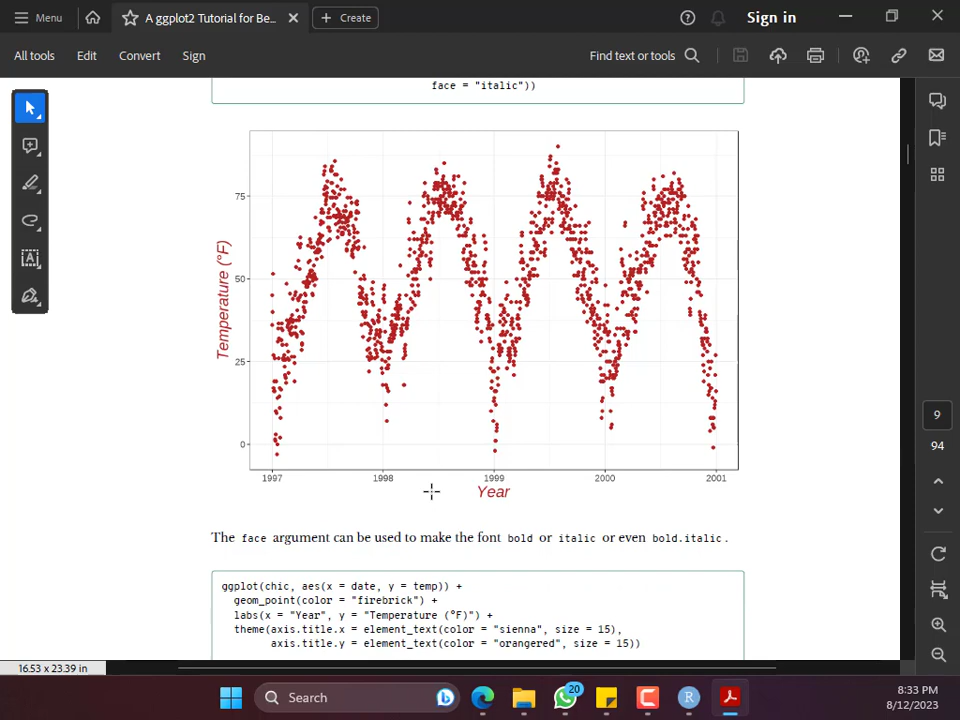 Menu
A ggplot2 Tutorial for Be...
Create
Sign in
All tools
Edit
Convert
Sign
Find text or tools
face = "italic"))
Temperature (°F)
75
50
25
0
1997
1998
1999
2000
2001
Year
The face argument can be used to make the font bold or italic or even bold.italic.
ggplot(chic, aes(x = date, y = temp)) +
geom_point(color = "firebrick") +
labs(x = "Year", y = "Temperature (°F)") +
theme(axis.title.x = element_text(color = "sienna", size = 15),
axis.title.y = element_text(color = "orangered", size = 15))
9
94
16.53 x 23.39 in
Search
20
R
8:33 PM
8/12/2023